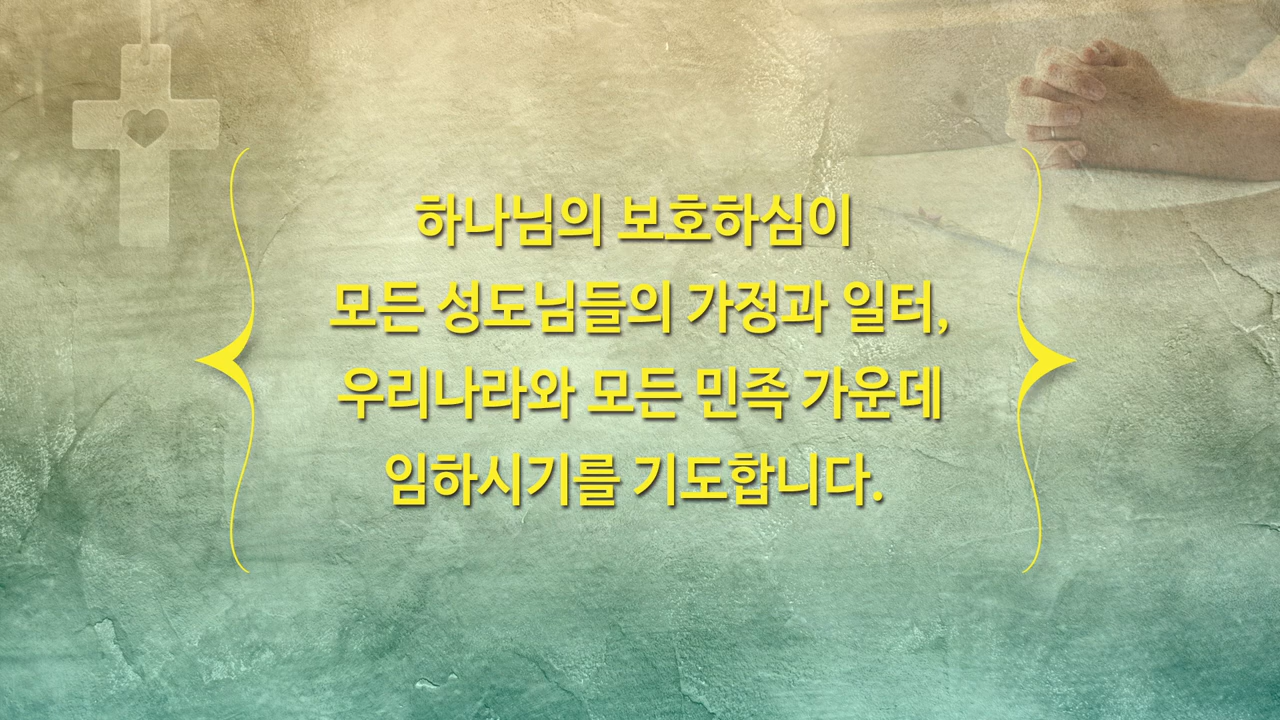 하나님의 보호하심이
모든 성도님들의 가정과 일터,
우리나라와 모든 민족 가운데
임하시기를 기도합니다.